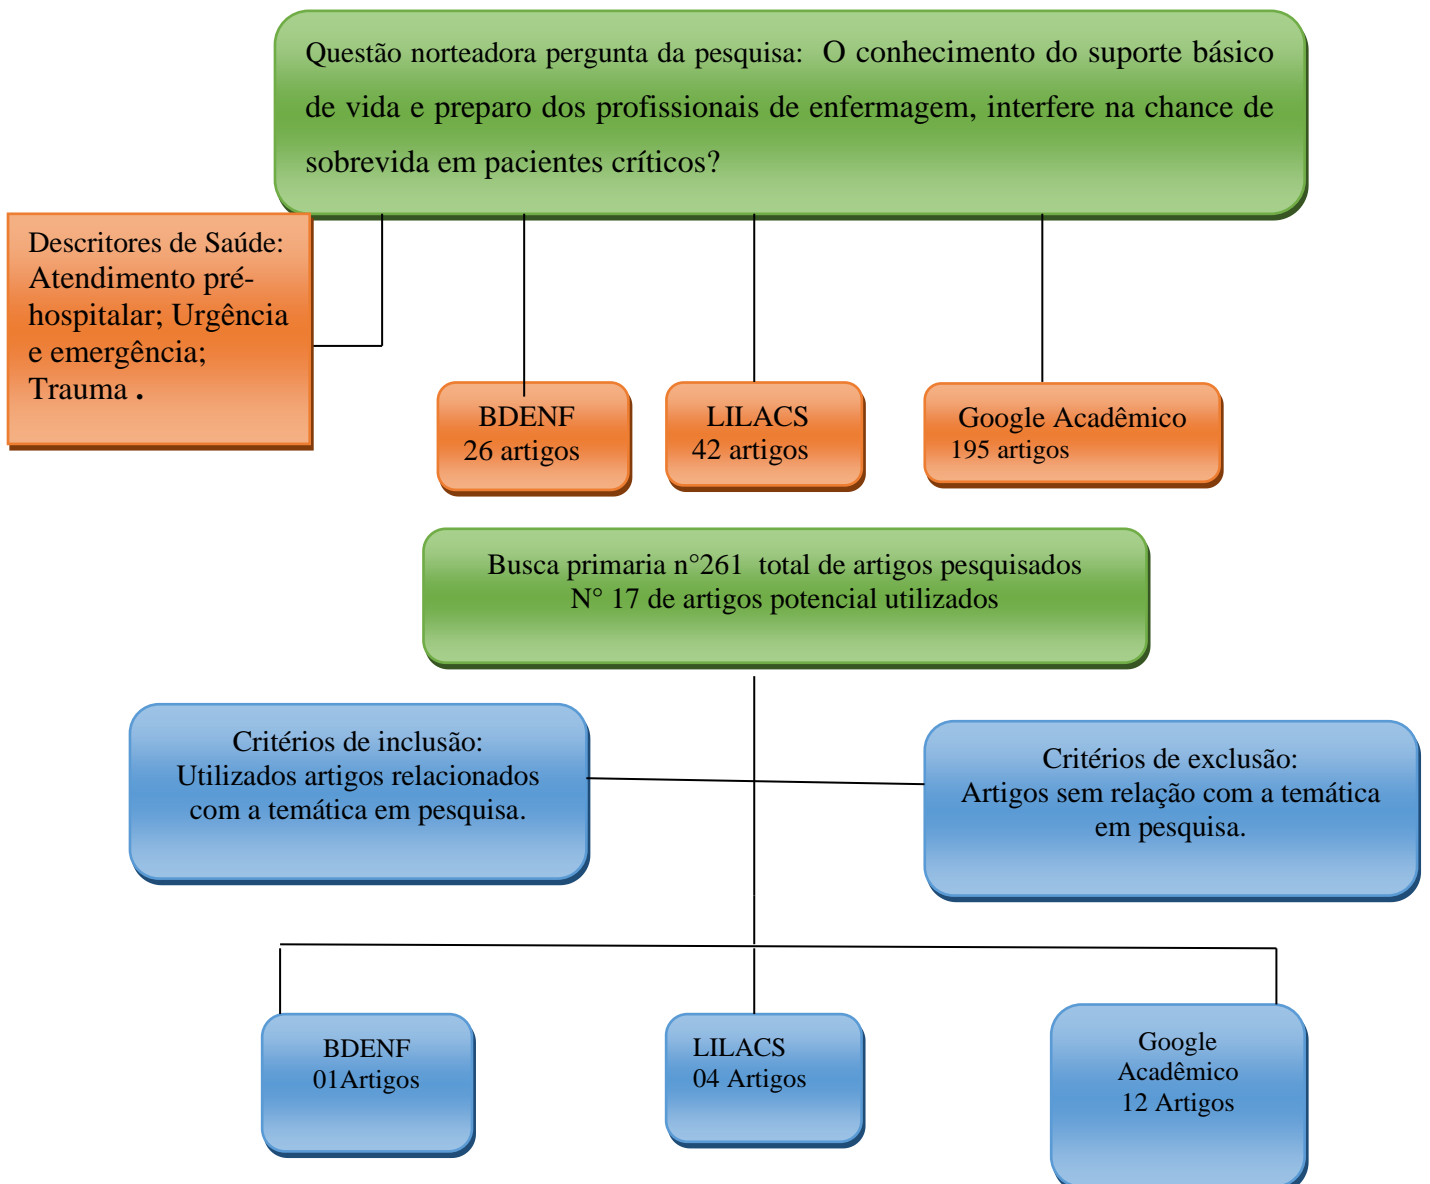 Questão norteadora pergunta da pesquisa: O conhecimento do suporte básico
de vida e preparo dos profissionais de enfermagem, interfere na chance de
sobrevida em pacientes críticos?
Descritores de Saúde:
Atendimento pré-
hospitalar; Urgência
e emergência;
Trauma .
BDENF
26 artigos
LILACS
42 artigos
Google Acadêmico
195 artigos
Busca primaria n°261 total de artigos pesquisados
N° 17 de artigos potencial utilizados
Critérios de inclusão:
Utilizados artigos relacionados
com a temática em pesquisa.
Critérios de exclusão:
Artigos sem relação com a temática
em pesquisa.
BDENF
01Artigos
LILACS
04 Artigos
Google
Acadêmico
12 Artigos